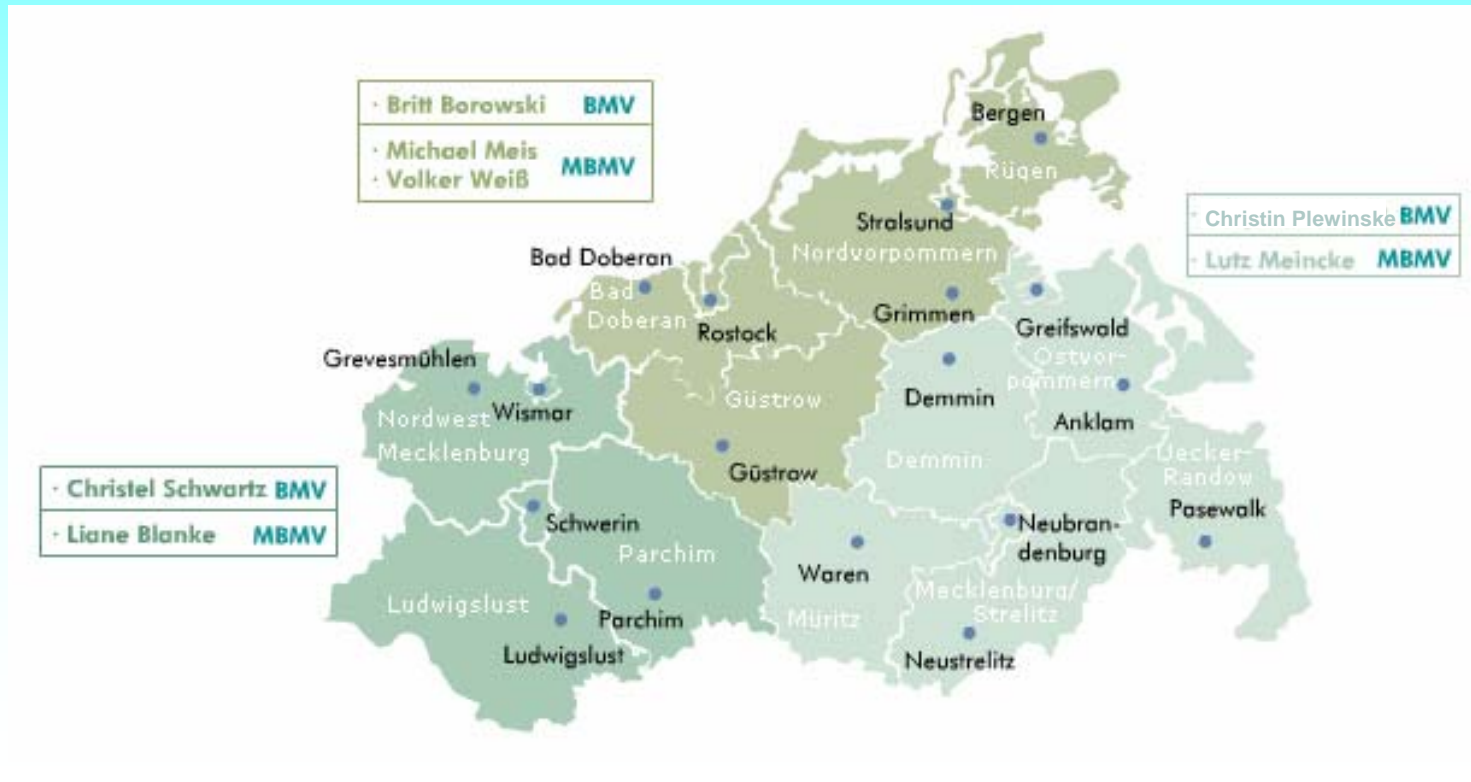 · Britt Borowski BMV
· Michael Meis
· Volker Weiß
MBMV
Bergen
Rügen
Christin Plewinske BMV
· Lutz Meincke MBMV
Stralsund
Nordvorpommern
Bad Doberan
Bad
Doberan
Rostock
Grimmen
Greifswald
Ostvor-
pommern
Anklam
Grevesmühlen
Wismar
Nordwest
Mecklenburg
Güstrow
Güstrow
Demmin
Demmin
Uecker-
Randow
Pasewalk
· Christel Schwartz BMV
· Liane Blanke MBMV
Schwerin
Parchim
Parchim
Ludwigslust
Ludwigslust
Waren
Müritz
Neubran-
denburg
Mecklenburg/
Strelitz
Neustrelitz